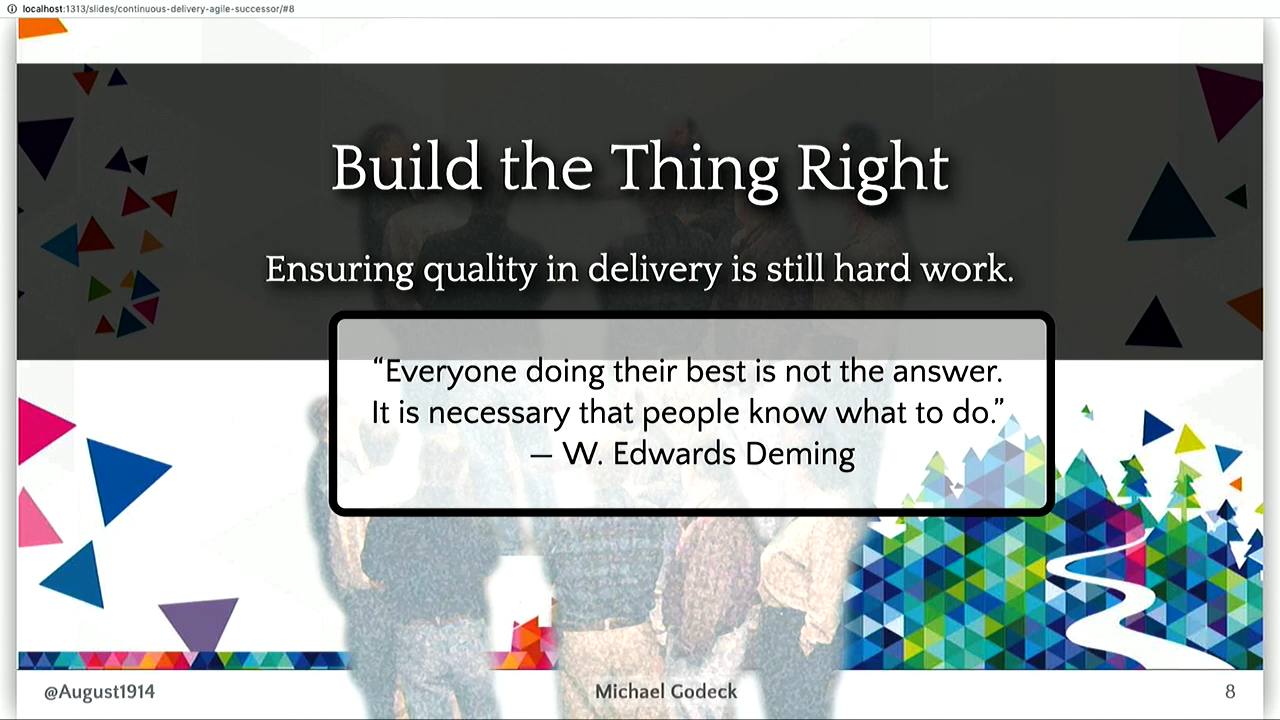 localhost:1313/slides/continuous-delivery-agile-successor/#8
Build the Thing Right
Ensuring quality in delivery is still hard work.
“Everyone doing their best is not the answer.
It is necessary that people know what to do.”
— W. Edwards Deming
@August1914
Michael Godeck
8